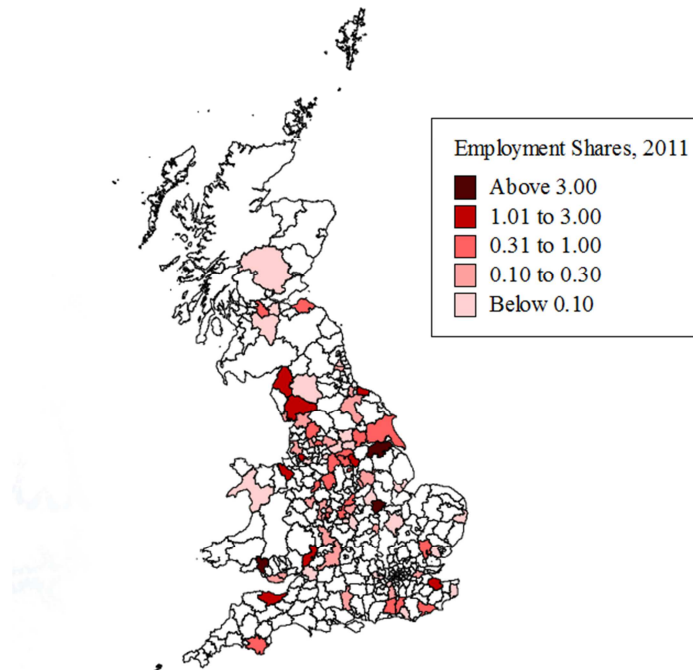 Employment Shares, 2011
Above 3.00
1.01 to 3.00
0.31 to 1.00
0.10 to 0.30
Below 0.10